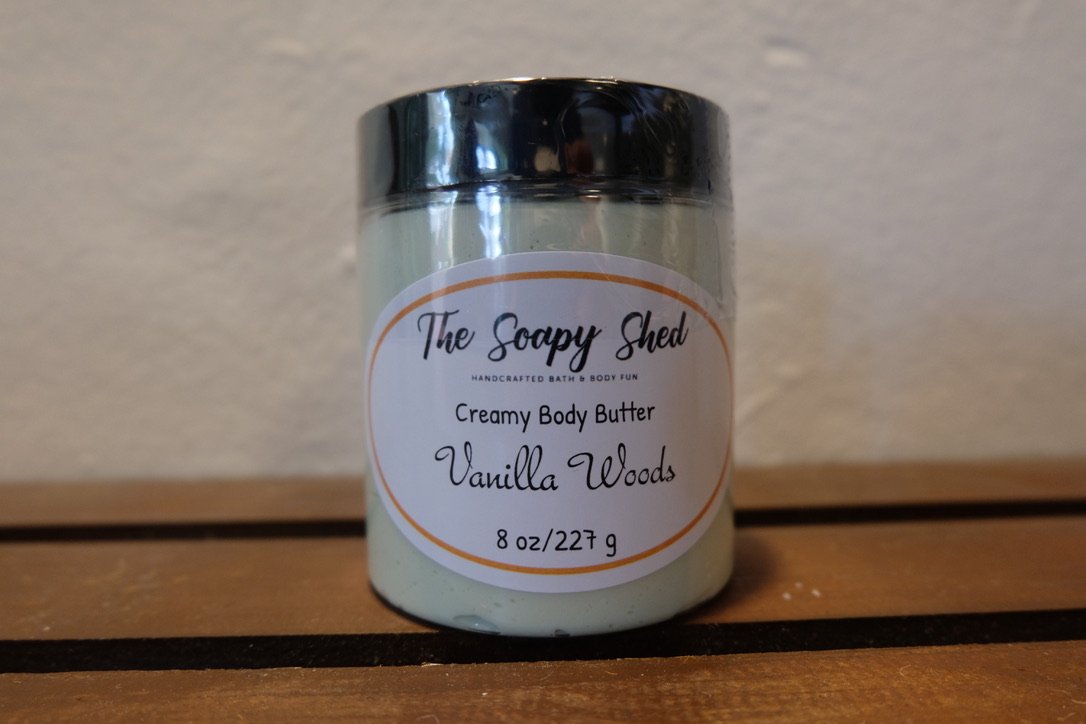 The Soapy Shed
HANDCRAFTED BATH & BODY FUN
Creamy Body Butter
Vanilla Woods
8 oz/227 g